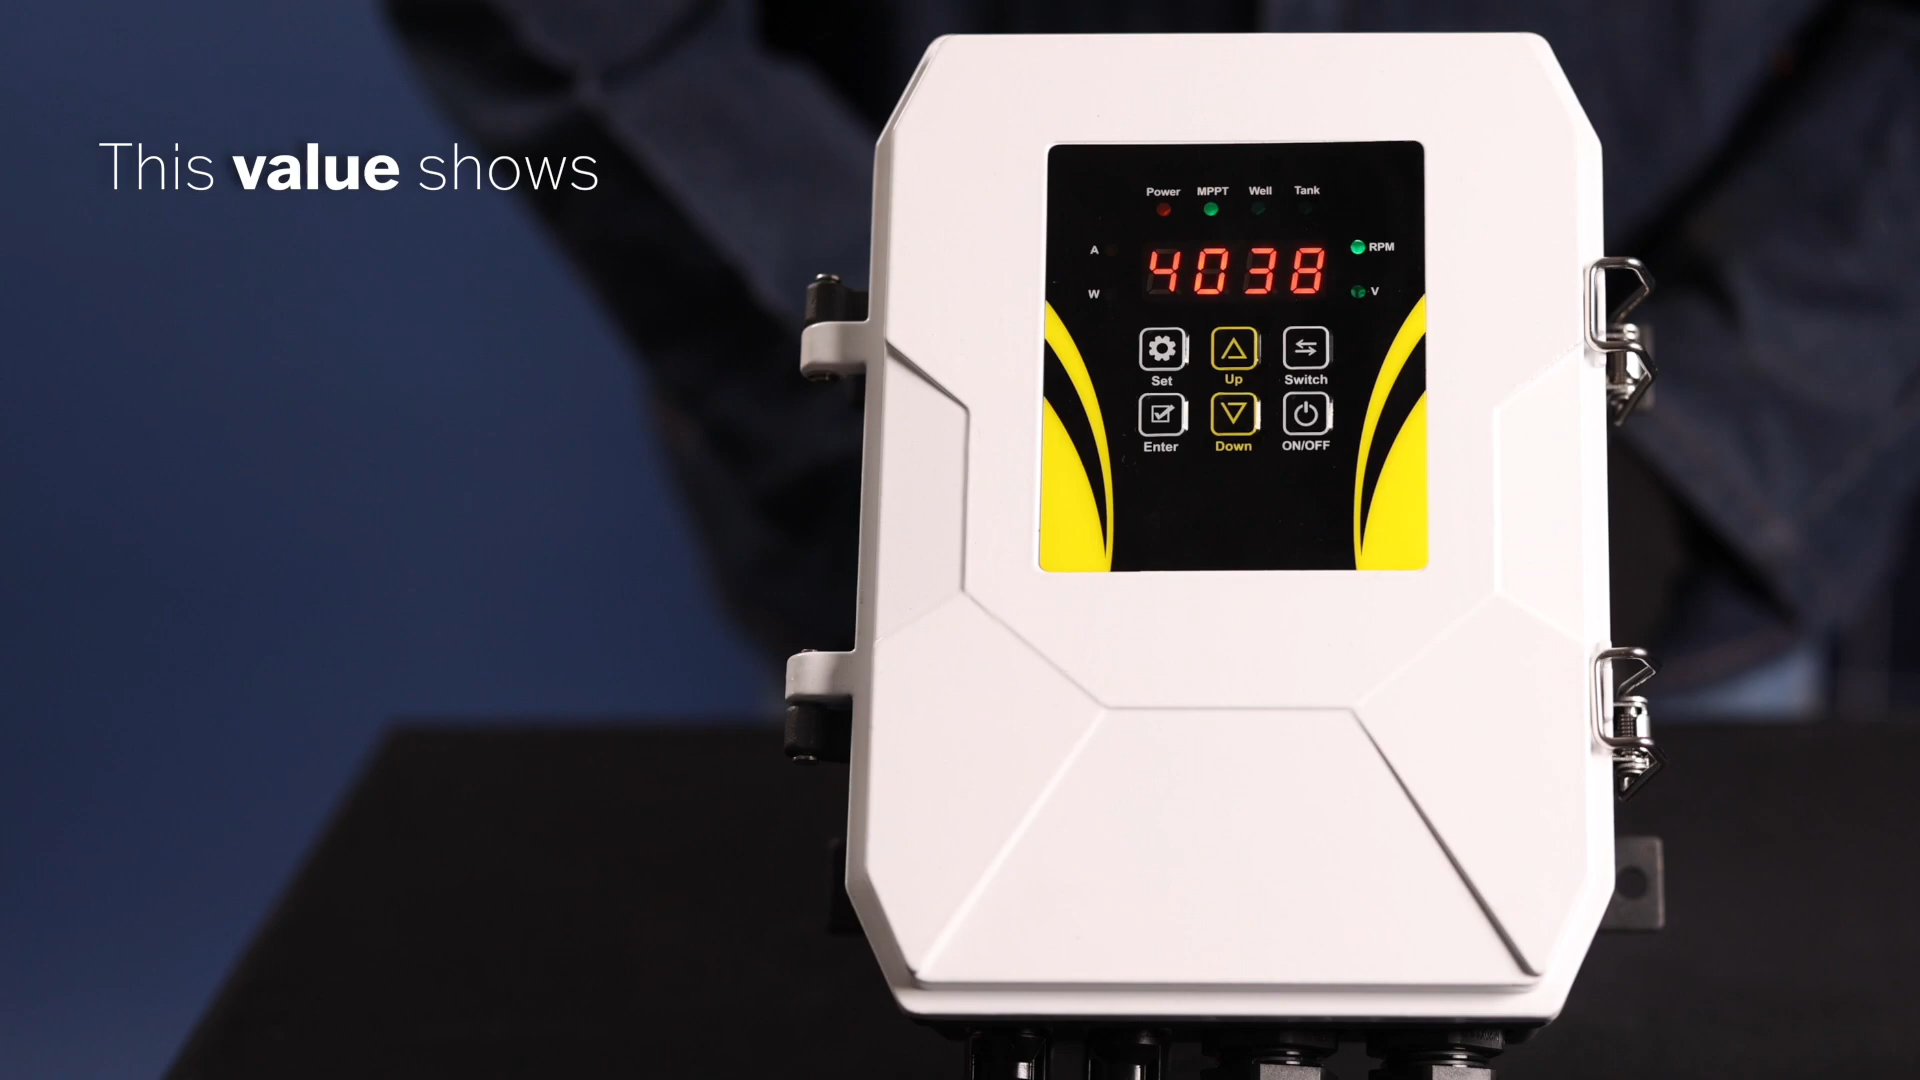 This value shows
Power MPPT Well Tank
A 4038 RPM
W V
Set Up Switch
Enter Down ON/OFF